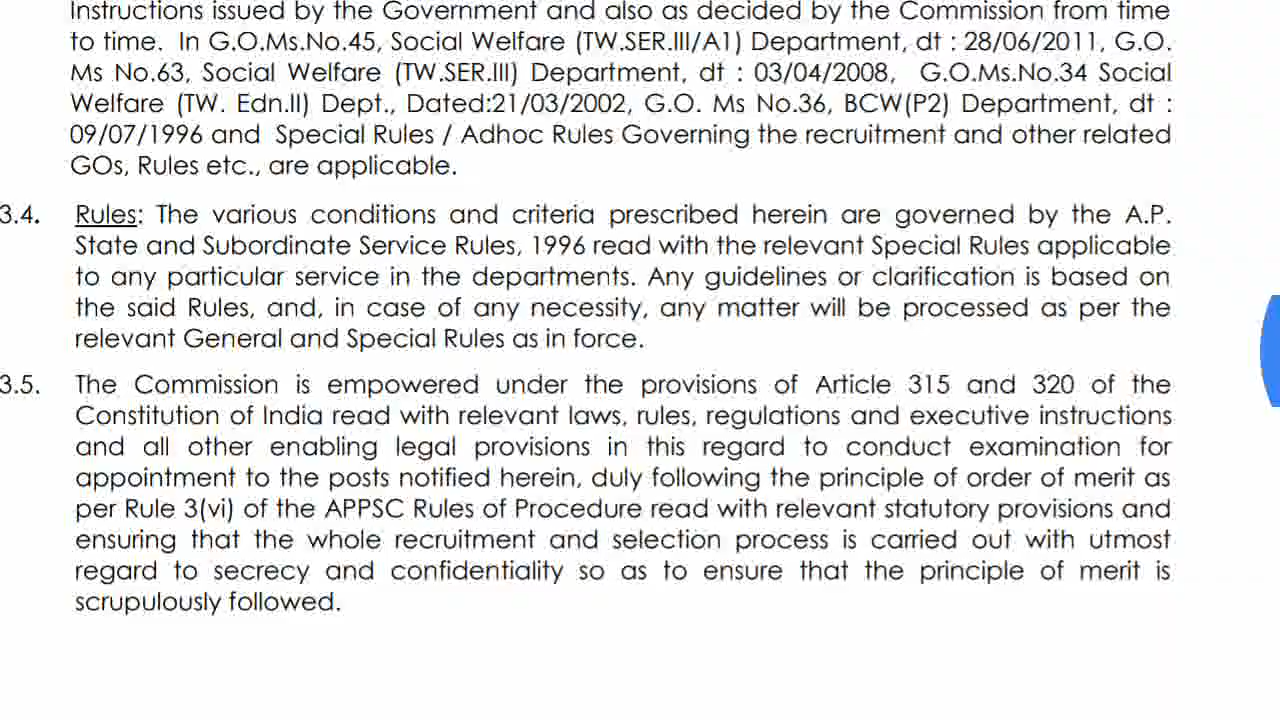 Instructions issued by the Government and also as decided by the Commission from time
to time. In G.O.Ms.No.45, Social Welfare (TW.SER.III/A1) Department, dt : 28/06/2011, G.O.
Ms No.63, Social Welfare (TW.SER.III) Department, dt : 03/04/2008, G.O.Ms.No.34 Social
Welfare (TW. Edn.II) Dept., Dated:21/03/2002, G.O. Ms No.36, BCW(P2) Department, dt :
09/07/1996 and Special Rules / Adhoc Rules Governing the recruitment and other related
GOs, Rules etc., are applicable.
3.4. Rules: The various conditions and criteria prescribed herein are governed by the A.P.
State and Subordinate Service Rules, 1996 read with the relevant Special Rules applicable
to any particular service in the departments. Any guidelines or clarification is based on
the said Rules, and, in case of any necessity, any matter will be processed as per the
relevant General and Special Rules as in force.
3.5. The Commission is empowered under the provisions of Article 315 and 320 of the
Constitution of India read with relevant laws, rules, regulations and executive instructions
and all other enabling legal provisions in this regard to conduct examination for
appointment to the posts notified herein, duly following the principle of order of merit as
per Rule 3(vi) of the APPSC Rules of Procedure read with relevant statutory provisions and
ensuring that the whole recruitment and selection process is carried out with utmost
regard to secrecy and confidentiality so as to ensure that the principle of merit is
scrupulously followed.